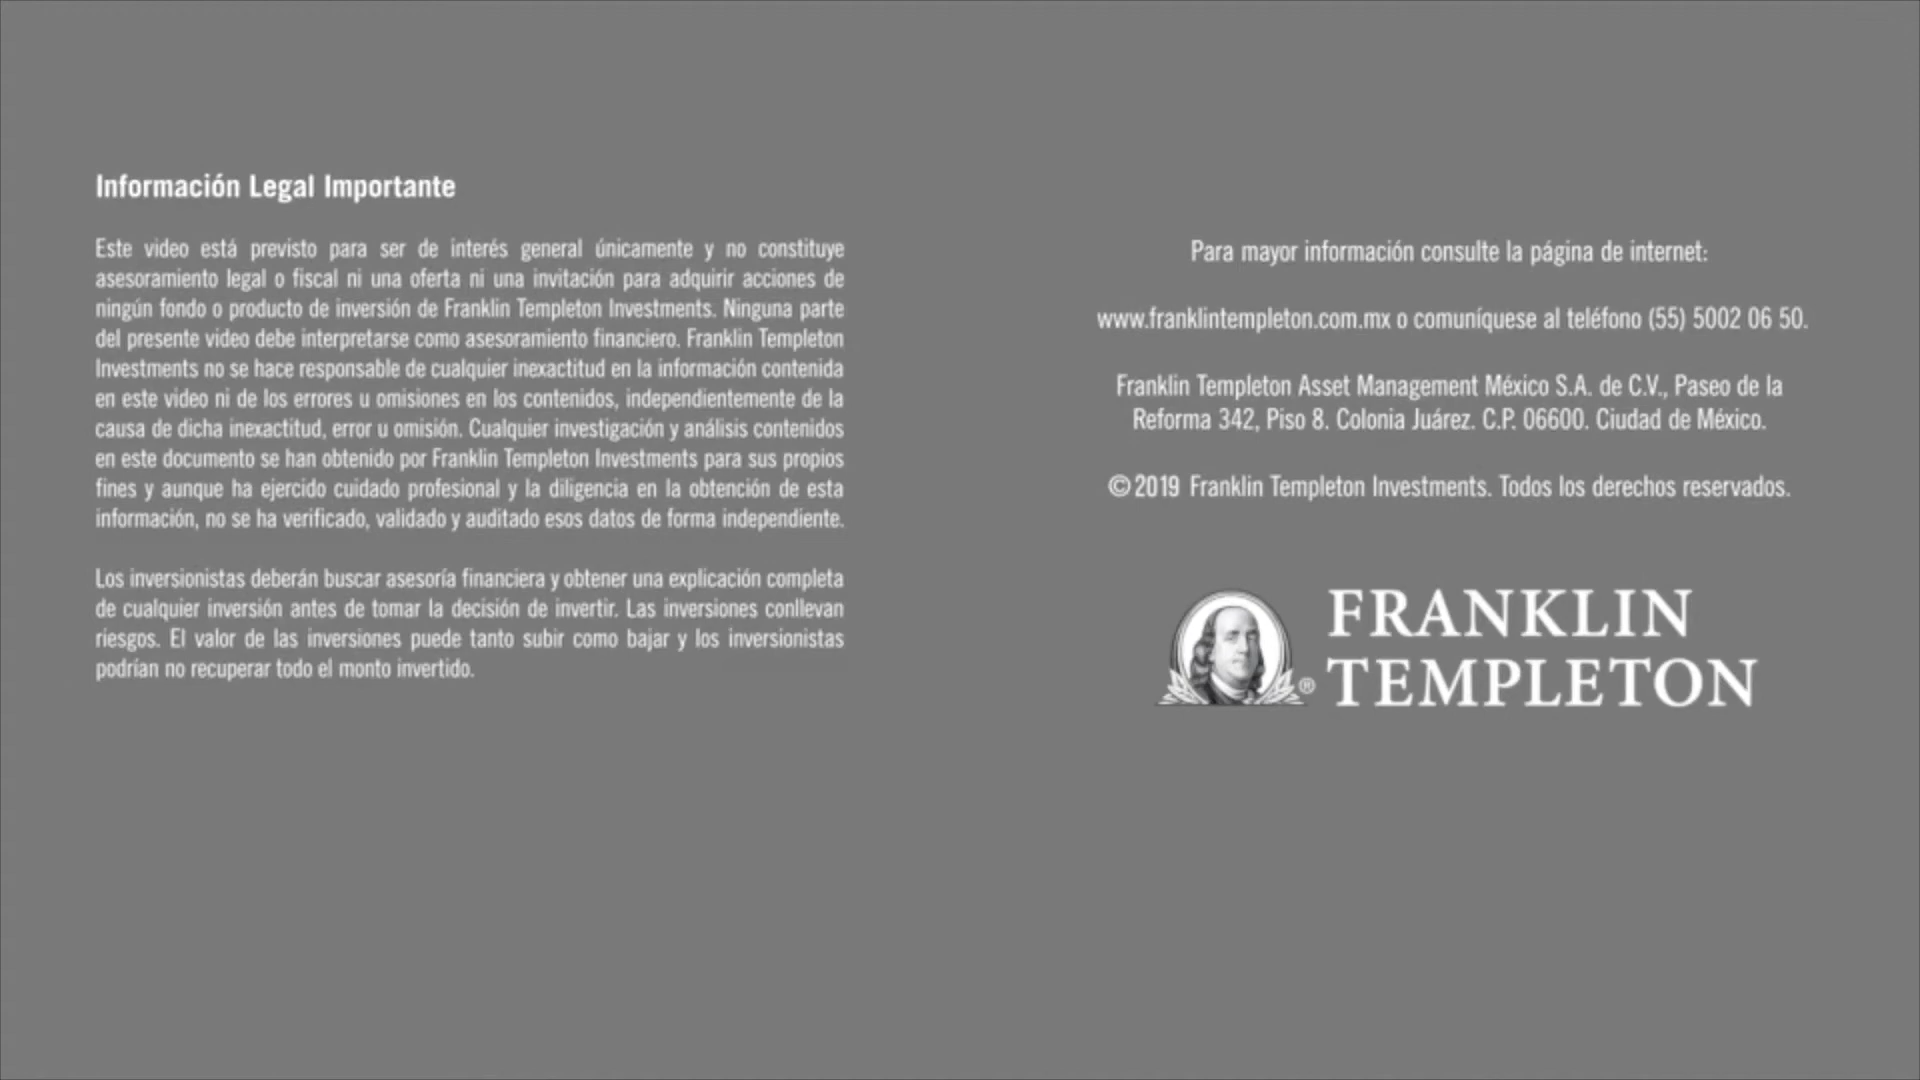 Información Legal Importante
Este video está previsto para ser de interés general únicamente y no constituye
asesoramiento legal o fiscal ni una oferta ni una invitación para adquirir acciones de
ningún fondo o producto de inversión de Franklin Templeton Investments. Ninguna parte
del presente video debe interpretarse como asesoramiento financiero. Franklin Templeton
Investments no se hace responsable de cualquier inexactitud en la información contenida
en este video ni de los errores u omisiones en los contenidos, independientemente de la
causa de dicha inexactitud, error u omisión. Cualquier investigación y análisis contenidos
en este documento se han obtenido por Franklin Templeton Investments para sus propios
fines y aunque ha ejercido cuidado profesional y la diligencia en la obtención de esta
información, no se ha verificado, validado y auditado esos datos de forma independiente.
Los inversionistas deberán buscar asesoría financiera y obtener una explicación completa
de cualquier inversión antes de tomar la decisión de invertir. Las inversiones conllevan
riesgos. El valor de las inversiones puede tanto subir como bajar y los inversionistas
podrían no recuperar todo el monto invertido.
Para mayor información consulte la página de internet:
www.franklintempleton.com.mx o comuníquese al teléfono (55) 5002 06 50.
Franklin Templeton Asset Management México S.A. de C.V., Paseo de la
Reforma 342, Piso 8. Colonia Juárez. C.P. 06600. Ciudad de México.
© 2019 Franklin Templeton Investments. Todos los derechos reservados.
FRANKLIN
® TEMPLETON